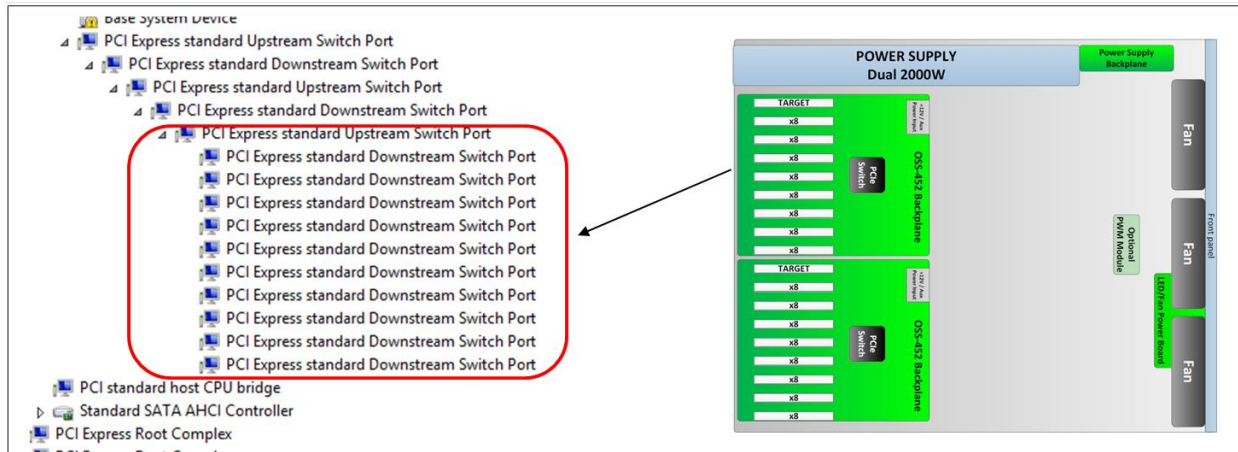 Base System Device
PCI Express standard Upstream Switch Port
PCI Express standard Downstream Switch Port
PCI Express standard Upstream Switch Port
PCI Express standard Downstream Switch Port
PCI Express standard Upstream Switch Port
PCI Express standard Downstream Switch Port
PCI Express standard Downstream Switch Port
PCI Express standard Downstream Switch Port
PCI Express standard Downstream Switch Port
PCI Express standard Downstream Switch Port
PCI Express standard Downstream Switch Port
PCI Express standard Downstream Switch Port
PCI Express standard Downstream Switch Port
PCI Express standard Downstream Switch Port
PCI Express standard Downstream Switch Port
PCI standard host CPU bridge
Standard SATA AHCI Controller
PCI Express Root Complex
POWER SUPPLY
Dual 2000W
Power Supply
Backplane
TARGET
x8
x8
x8
x8
x8
x8
x8
x8
+12V / Aux
Power Input
PCIe
Switch
OSS-452 Backplane
TARGET
x8
x8
x8
x8
x8
x8
x8
x8
+12V / Aux
Power Input
PCIe
Switch
OSS-452 Backplane
Optional
PWM Module
LED/Fan Power Board
Fan
Fan
Fan
Front panel